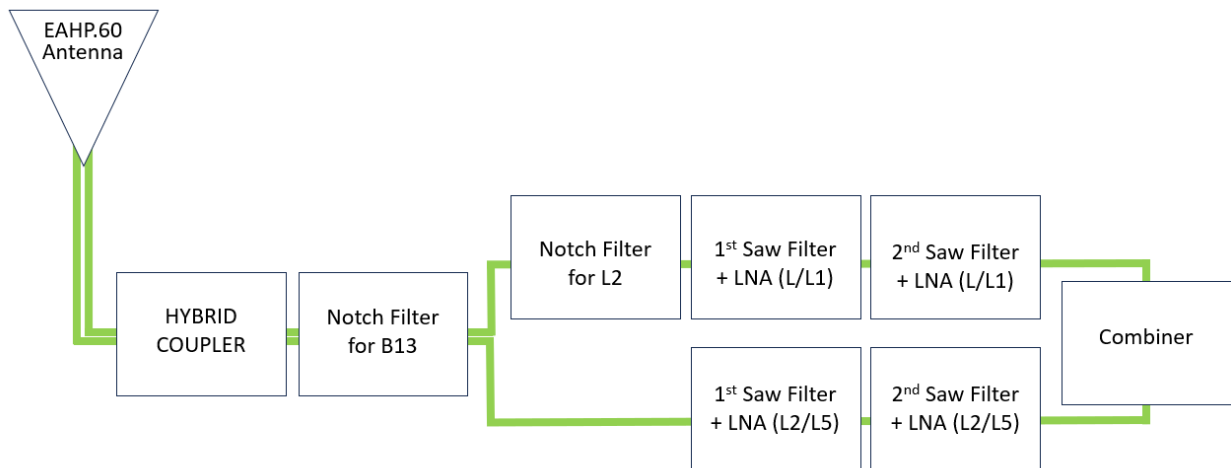 EAHP.60
Antenna
HYBRID
COUPLER
Notch Filter
for B13
Notch Filter
for L2
1st Saw Filter
+ LNA (L/L1)
2nd Saw Filter
+ LNA (L/L1)
1st Saw Filter
+ LNA (L2/L5)
2nd Saw Filter
+ LNA (L2/L5)
Combiner